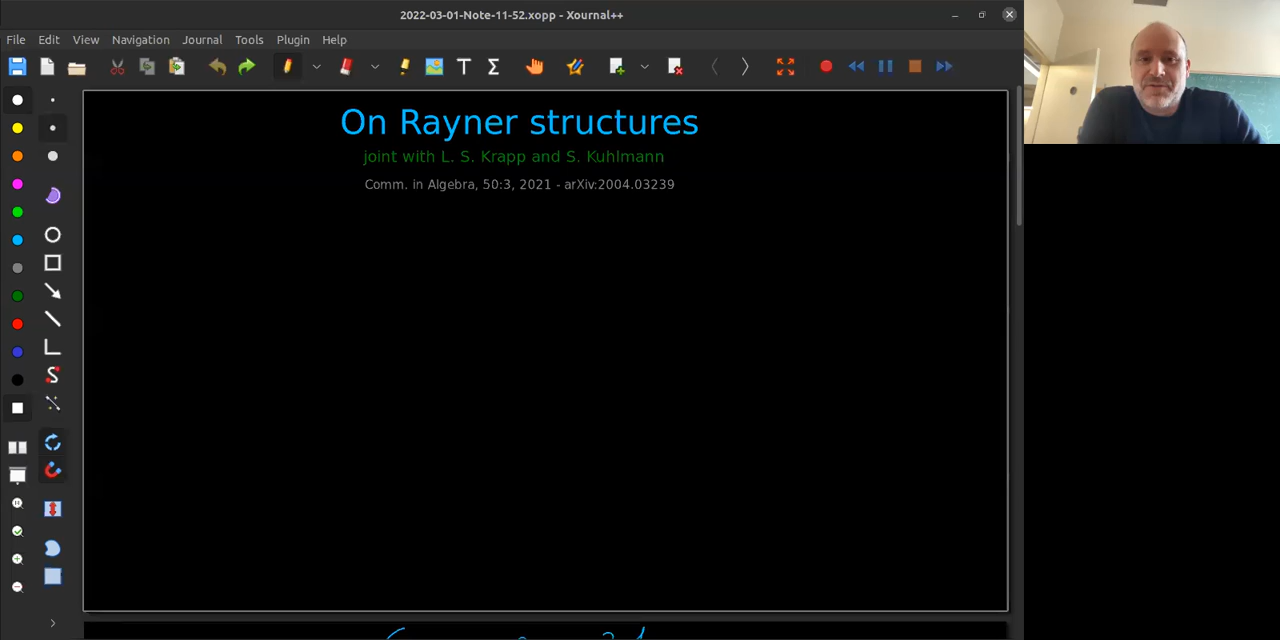 2022-03-01-Note-11-52.xopp - Xournal++
File Edit View Navigation Journal Tools Plugin Help
On Rayner structures
joint with L. S. Krapp and S. Kuhlmann
Comm. in Algebra, 50:3, 2021 - arXiv:2004.03239